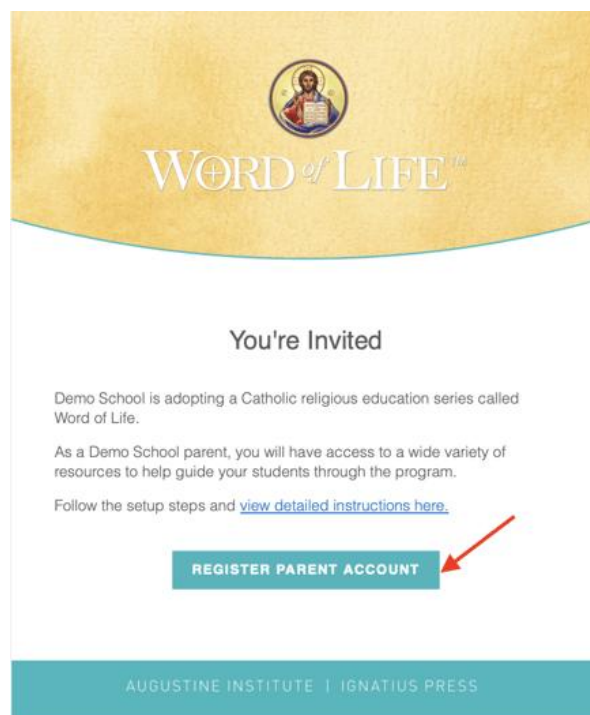 WORD of LIFE™
You're Invited
Demo School is adopting a Catholic religious education series called
Word of Life.
As a Demo School parent, you will have access to a wide variety of
resources to help guide your students through the program.
Follow the setup steps and view detailed instructions here.
REGISTER PARENT ACCOUNT
AUGUSTINE INSTITUTE | IGNATIUS PRESS